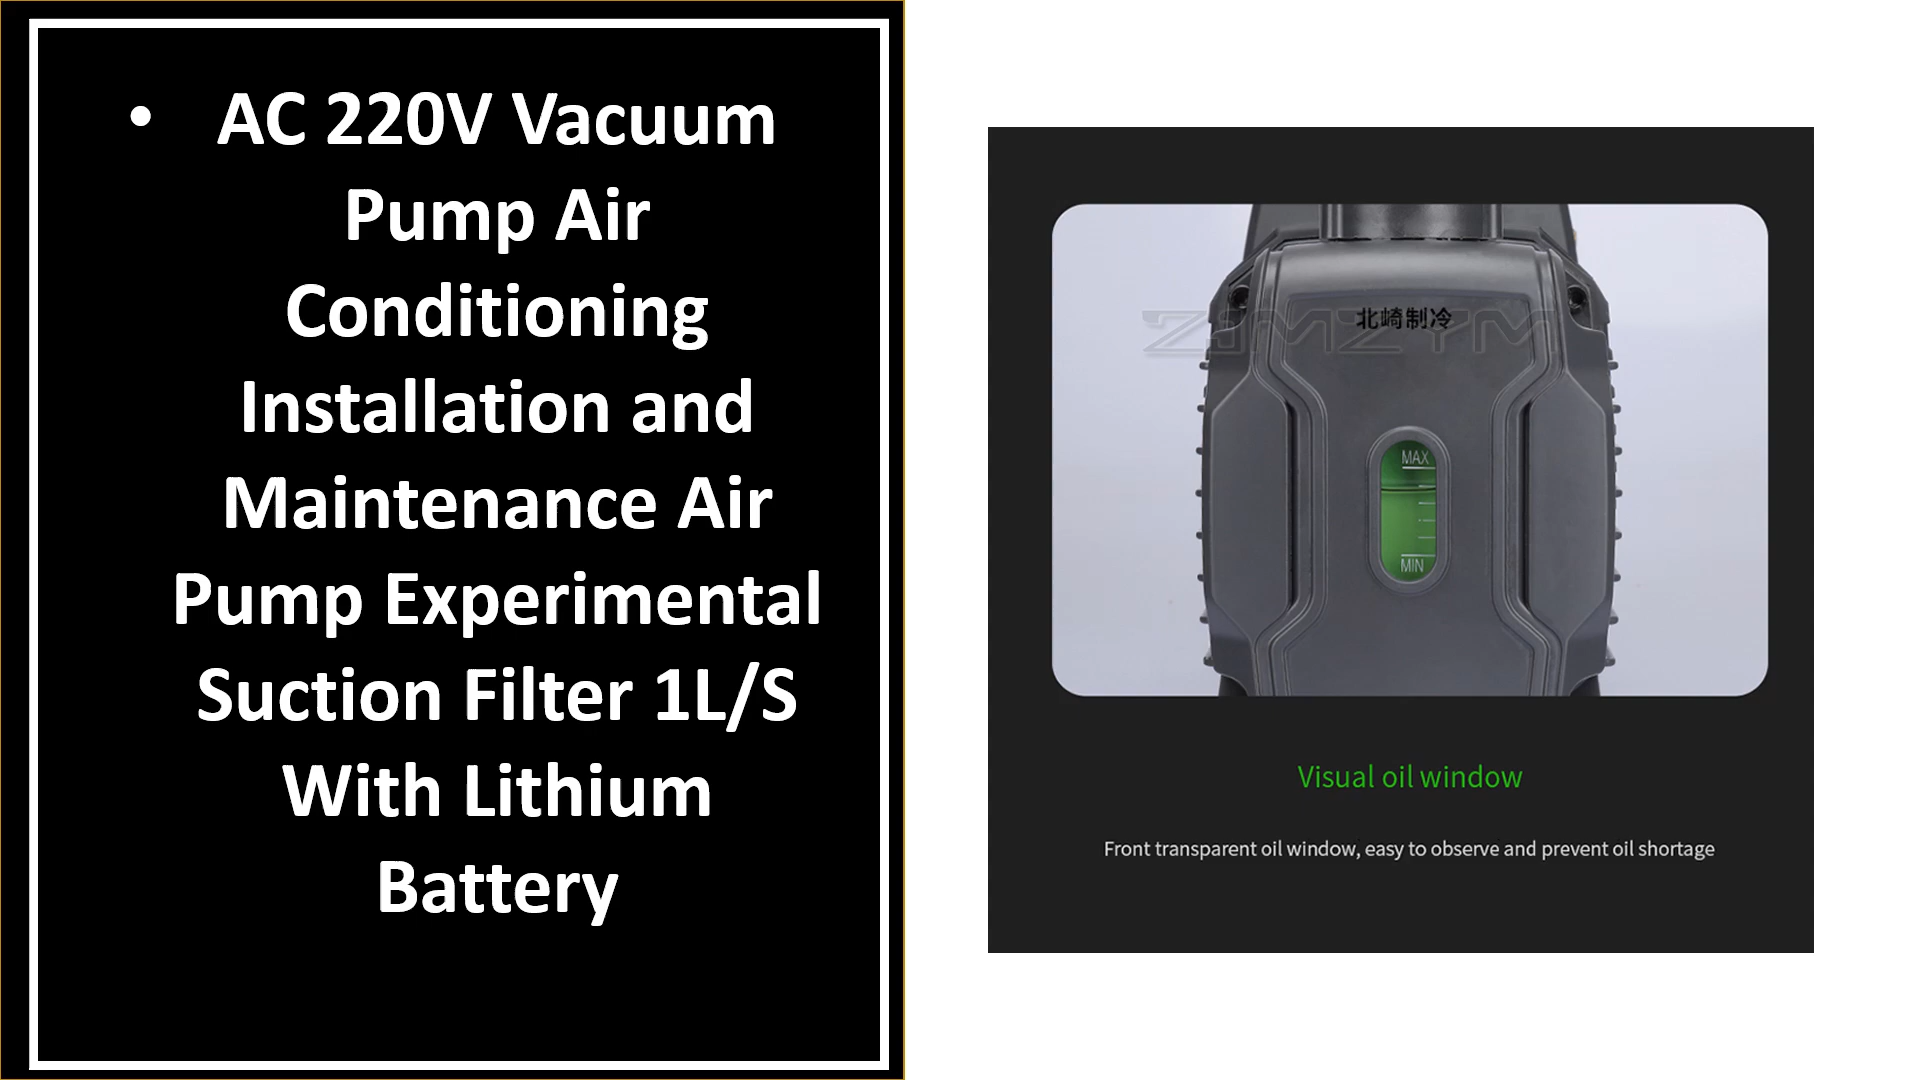 • AC 220V Vacuum
Pump Air
Conditioning
Installation and
Maintenance Air
Pump Experimental
Suction Filter 1L/S
With Lithium
Battery
ZJMZYM
北崎制冷
MAX
MIN
Visual oil window
Front transparent oil window, easy to observe and prevent oil shortage